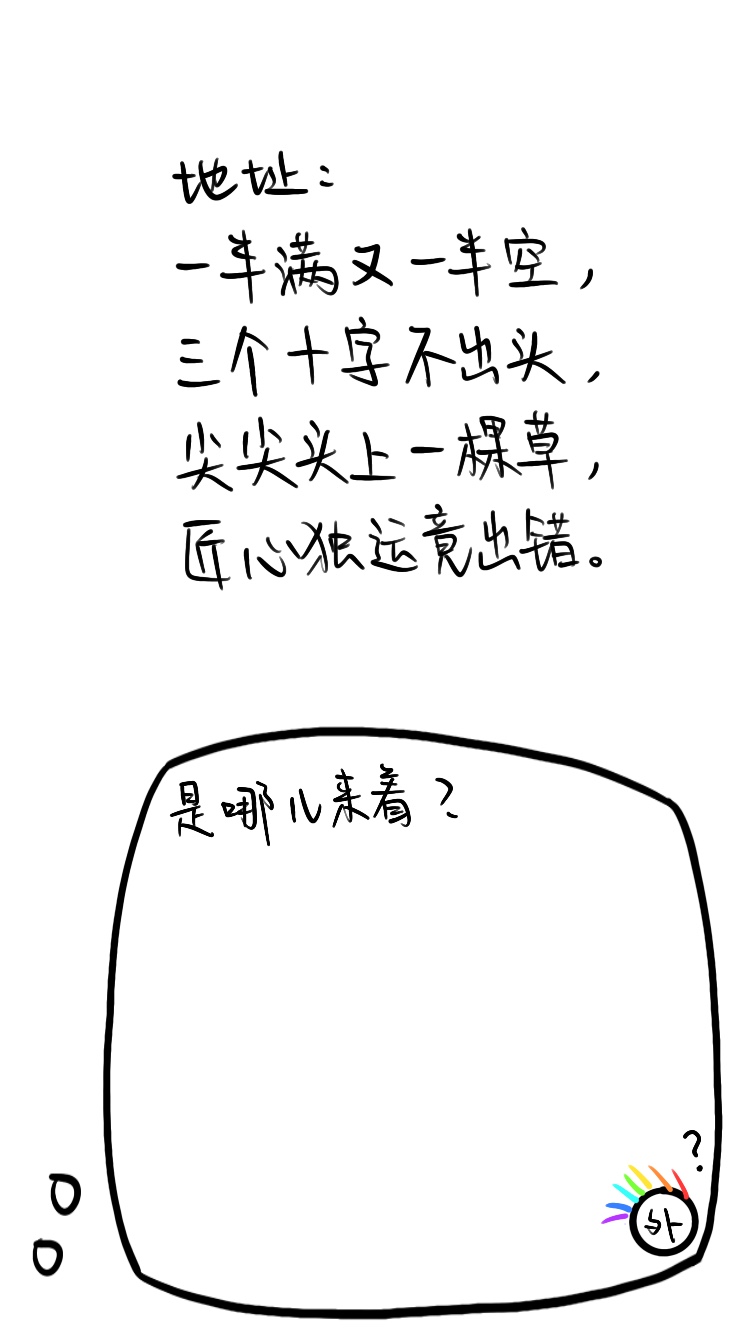 地址：
一半满又一半空，
三个十字不出头，
尖尖头上一棵草，
匠心独运竟出错。
是哪儿来着？
？
外